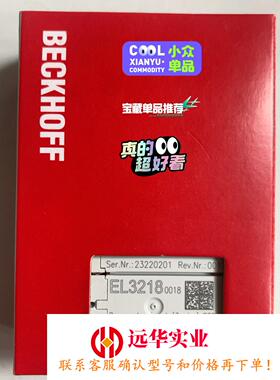 BECKHOFF
COOL
XIANYU·
COMMODITY
小众
单品
宝藏单品推荐
真的
超好看
Ser.Nr.:23220201 Rev.Nr.:00
EL3218 0018
远华实业
联系客服确认型号和价格再下单！